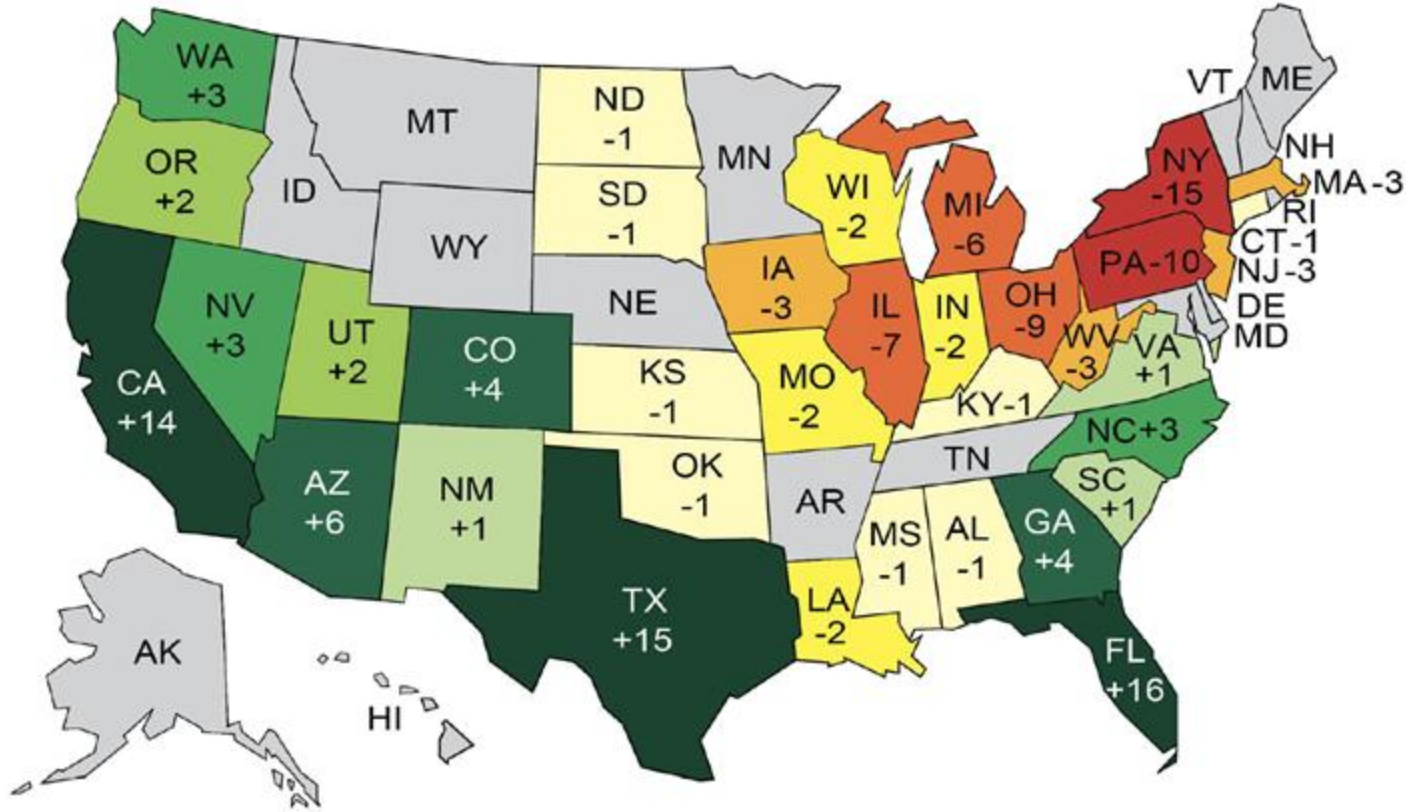 WA
+3
OR
+2
CA
+14
NV
+3
ID
MT
WY
UT
+2
CO
+4
AZ
+6
NM
+1
ND
-1
SD
-1
NE
KS
-1
OK
-1
TX
+15
MN
IA
-3
MO
-2
AR
LA
-2
WI
-2
IL
-7
MI
-6
IN
-2
OH
-9
KY-1
TN
MS
-1
AL
-1
GA
+4
FL
+16
SC
+1
NC+3
VA
+1
WV
-3
PA-10
NY
-15
VT
ME
NH
MA-3
RI
CT-1
NJ-3
DE
MD
AK
HI